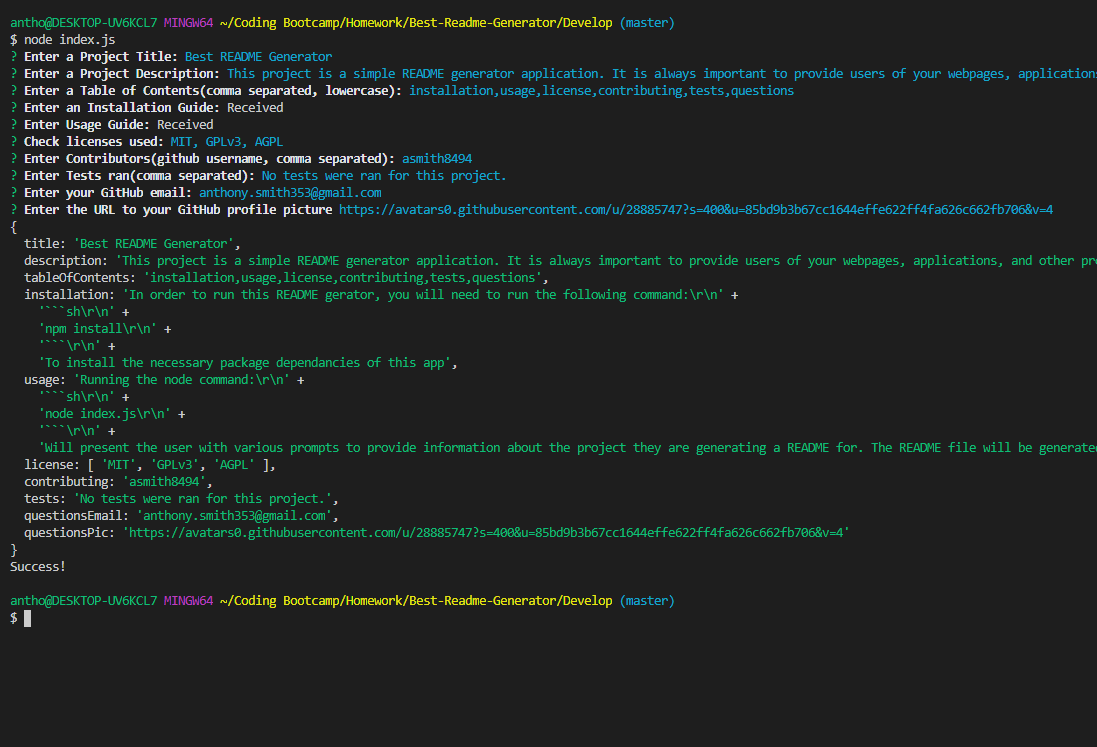 antho@DESKTOP-UV6KCL7 MINGW64 ~/Coding Bootcamp/Homework/Best-Readme-Generator/Develop (master)
$ node index.js
? Enter a Project Title: Best README Generator
? Enter a Project Description: This project is a simple README generator application. It is always important to provide users of your webpages, applications
? Enter a Table of Contents(comma separated, lowercase): installation,usage,license,contributing,tests,questions
? Enter an Installation Guide: Received
? Enter Usage Guide: Received
? Check licenses used: MIT, GPLv3, AGPL
? Enter Contributors(github username, comma separated): asmith8494
? Enter Tests ran(comma separated): No tests were ran for this project.
? Enter your GitHub email: anthony.smith353@gmail.com
? Enter the URL to your GitHub profile picture https://avatars0.githubusercontent.com/u/28885747?s=400&u=85bd9b3b67cc1644effe622ff4fa626c662fb706&v=4
{
  title: 'Best README Generator',
  description: 'This project is a simple README generator application. It is always important to provide users of your webpages, applications, and other pro
  tableOfContents: 'installation,usage,license,contributing,tests,questions',
  installation: 'In order to run this README gerator, you will need to run the following command:\r\n' +
    '```sh\r\n' +
    'npm install\r\n' +
    '```\r\n' +
    'To install the necessary package dependancies of this app',
  usage: 'Running the node command:\r\n' +
    '```sh\r\n' +
    'node index.js\r\n' +
    '```\r\n' +
    'Will present the user with various prompts to provide information about the project they are generating a README for. The README file will be generated
  license: [ 'MIT', 'GPLv3', 'AGPL' ],
  contributing: 'asmith8494',
  tests: 'No tests were ran for this project.',
  questionsEmail: 'anthony.smith353@gmail.com',
  questionsPic: 'https://avatars0.githubusercontent.com/u/28885747?s=400&u=85bd9b3b67cc1644effe622ff4fa626c662fb706&v=4'
}
Success!
antho@DESKTOP-UV6KCL7 MINGW64 ~/Coding Bootcamp/Homework/Best-Readme-Generator/Develop (master)
$